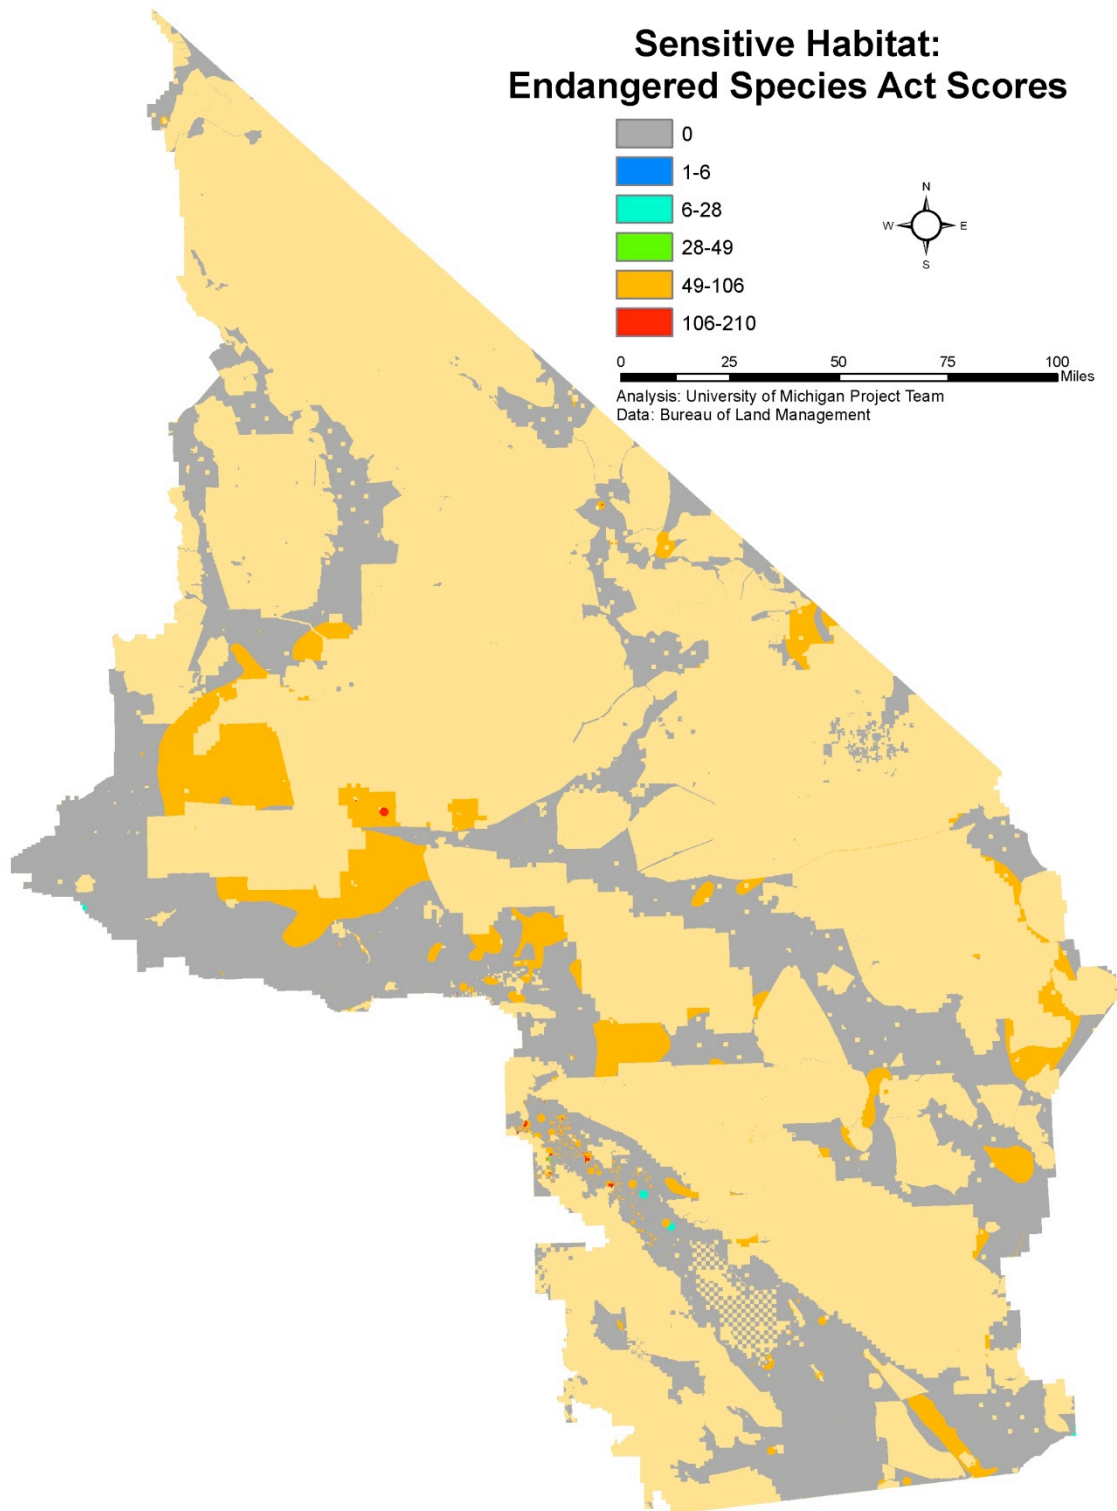 Sensitive Habitat:
Endangered Species Act Scores
0
1-6
6-28
28-49
49-106
106-210
N
W E
S
0 25 50 75 100
Miles
Analysis: University of Michigan Project Team
Data: Bureau of Land Management